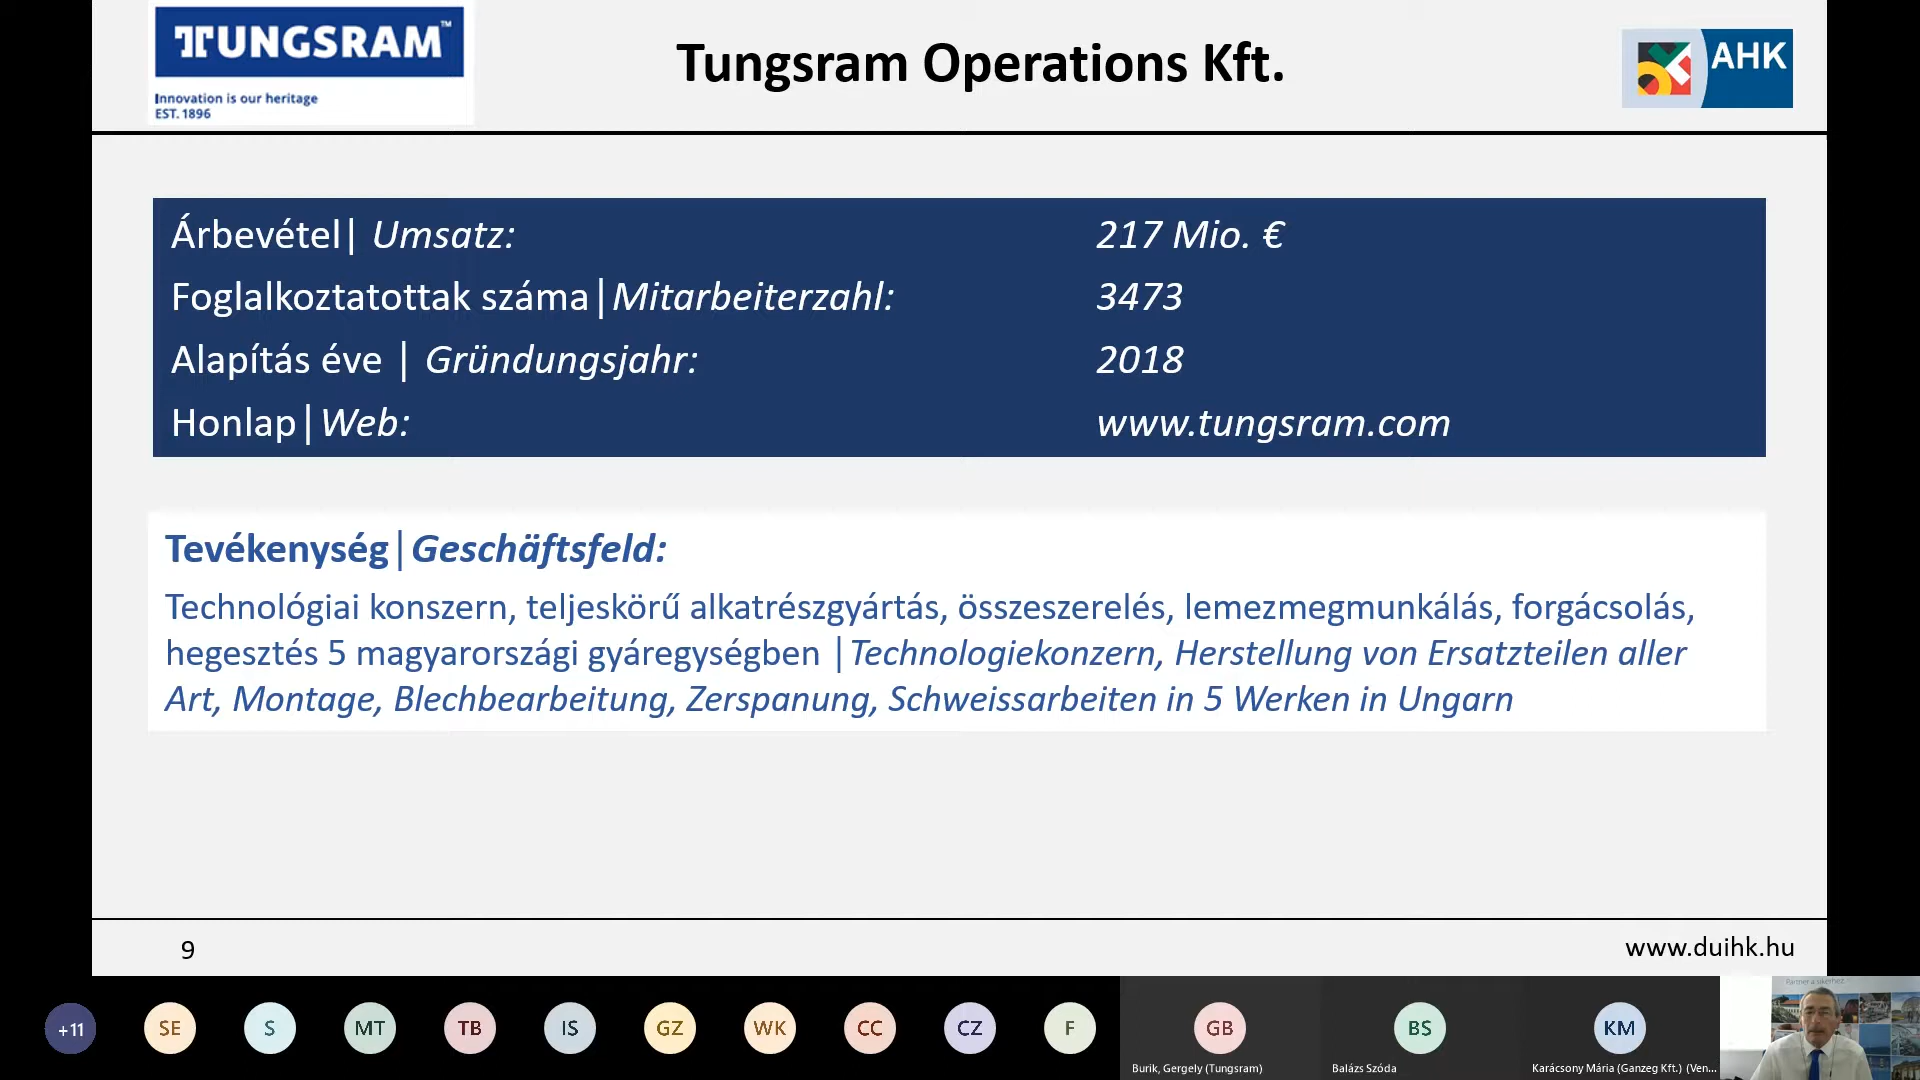 TUNGSRAM™
Innovation is our heritage
EST. 1896
Tungsram Operations Kft.
AHK
Árbevétel| Umsatz: 217 Mio. €
Foglalkoztatottak száma|Mitarbeiterzahl: 3473
Alapítás éve | Gründungsjahr: 2018
Honlap|Web: www.tungsram.com
Tevékenység|Geschäftsfeld:
Technológiai konszern, teljeskörű alkatrészgyártás, összeszerelés, lemezmegmunkálás, forgácsolás,
hegesztés 5 magyarországi gyáregységben |Technologiekonzern, Herstellung von Ersatzteilen aller
Art, Montage, Blechbearbeitung, Zerspanung, Schweissarbeiten in 5 Werken in Ungarn
9
www.duihk.hu
+11 SE S MT TB IS GZ WK CC CZ F GB BS KM
Partner a sikerhez
Burik, Gergely (Tungsram) Balázs Szóda Karácsony Mária (Ganzeg Kft.) (Ven...